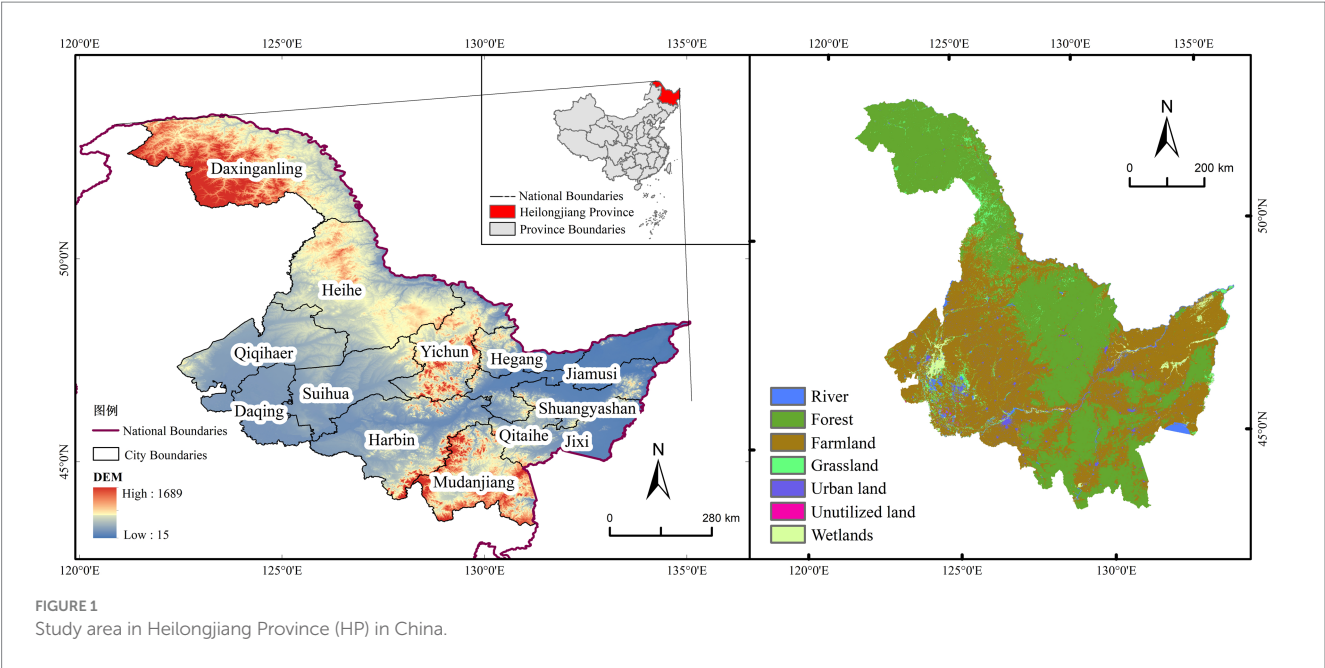 120°0'E 125°0'E 130°0'E 135°0'E
120°0'E 125°0'E 130°0'E 135°0'E
50°0'N
45°0'N
National Boundaries
Heilongjiang Province
Province Boundaries
Daxinganling
Heihe
Qiqihaer
Yichun
Hegang
Jiamusi
Daqing
Suihua
Shuangyashan
Harbin
Qitaihe
Jixi
Mudanjiang
图例
National Boundaries
City Boundaries
DEM
High : 1689
Low : 15
N
0 280 km
120°0'E 125°0'E 130°0'E 135°0'E
N
0 200 km
50°0'N
45°0'N
River
Forest
Farmland
Grassland
Urban land
Unutilized land
Wetlands
120°0'E 125°0'E 130°0'E
FIGURE 1
Study area in Heilongjiang Province (HP) in China.